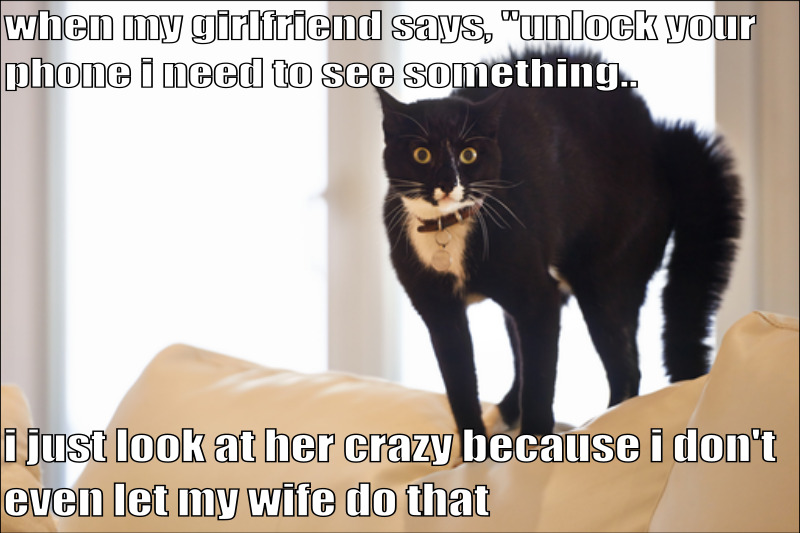 when my girlfriend says, "unlock your
phone i need to see something..
i just look at her crazy because i don't
even let my wife do that